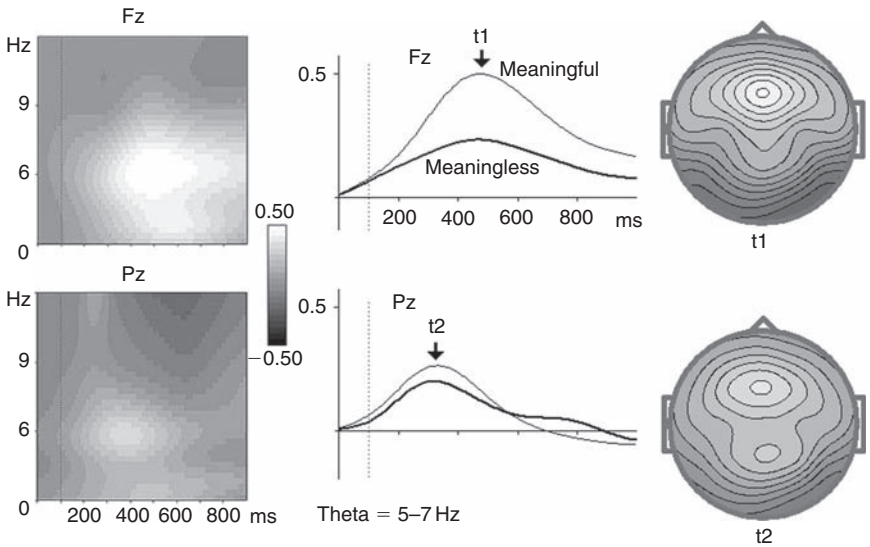 Fz
Hz
9
6
0
0.50
−0.50
Pz
Hz
9
6
0
200 400 600 ms
t1
Fz
0.5
Meaningful
Meaningless
200 400 600 800 ms
t2
Pz
0.5
Theta = 5–7 Hz
t1
t2